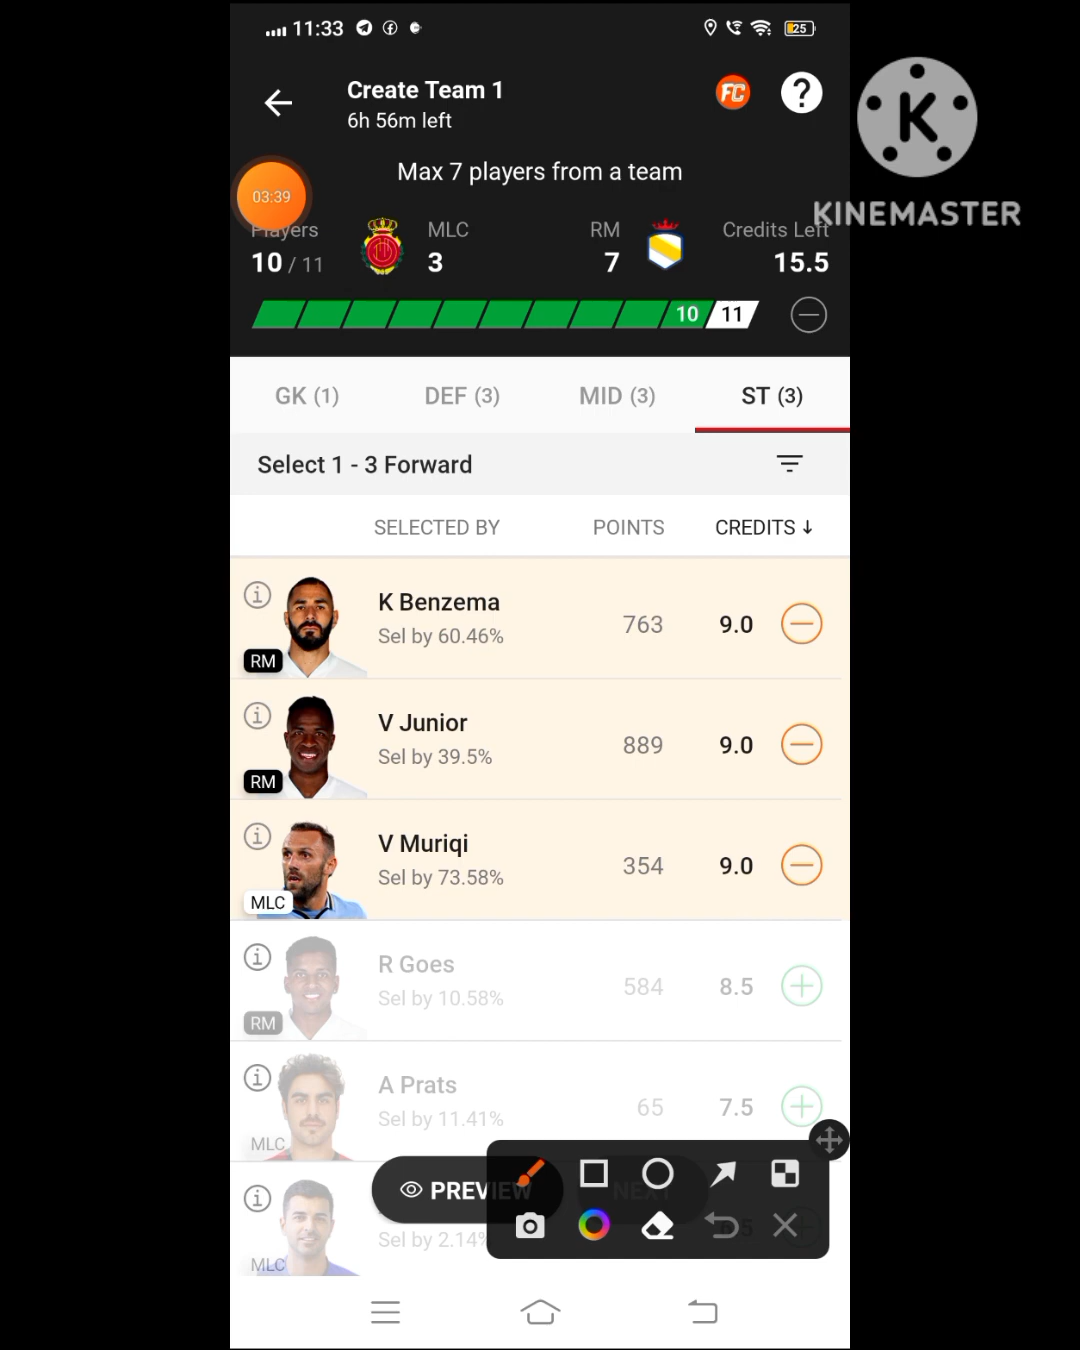 11:33
25
Create Team 1
6h 56m left
FC
?
K
KINEMASTER
Max 7 players from a team
03:39
Players
MLC
RM
Credits Left
10 / 11
3
7
15.5
10
11
GK (1)
DEF (3)
MID (3)
ST (3)
Select 1 - 3 Forward
SELECTED BY
POINTS
CREDITS ↓
K Benzema
Sel by 60.46%
763
9.0
RM
V Junior
Sel by 39.5%
889
9.0
RM
V Muriqi
Sel by 73.58%
354
9.0
MLC
R Goes
Sel by 10.58%
584
8.5
RM
A Prats
Sel by 11.41%
65
7.5
MLC
PREVIEW
NEXT
Sel by 2.14%
MLC